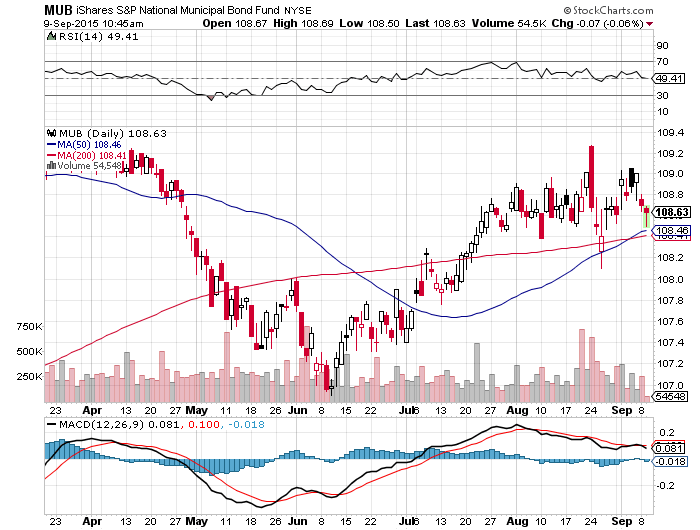 MUB iShares S&P National Municipal Bond Fund NYSE © StockCharts.com
9-Sep-2015 10:45am Open 108.67 High 108.69 Low 108.50 Last 108.63 Volume 54.5K Chg -0.07 (-0.06%)
RSI(14) 49.41
90
70
49.41
30
10
MUB (Daily) 108.63
MA(50) 108.46
MA(200) 108.41
Volume 54,548
109.4
109.2
109.0
108.8
108.63
108.46
108.2
108.0
107.8
107.6
107.4
107.2
107.0
750K
500K
250K
54548
23 Apr 13 20 27 May 11 18 26 Jun 8 15 22 Jul 6 13 20 27 Aug 10 17 24 Sep 8
MACD(12,26,9) 0.081, 0.100, -0.018
0.2
0.081
-0.018
-0.2
23 Apr 13 20 27 May 11 18 26 Jun 8 15 22 Jul 6 13 20 27 Aug 10 17 24 Sep 8